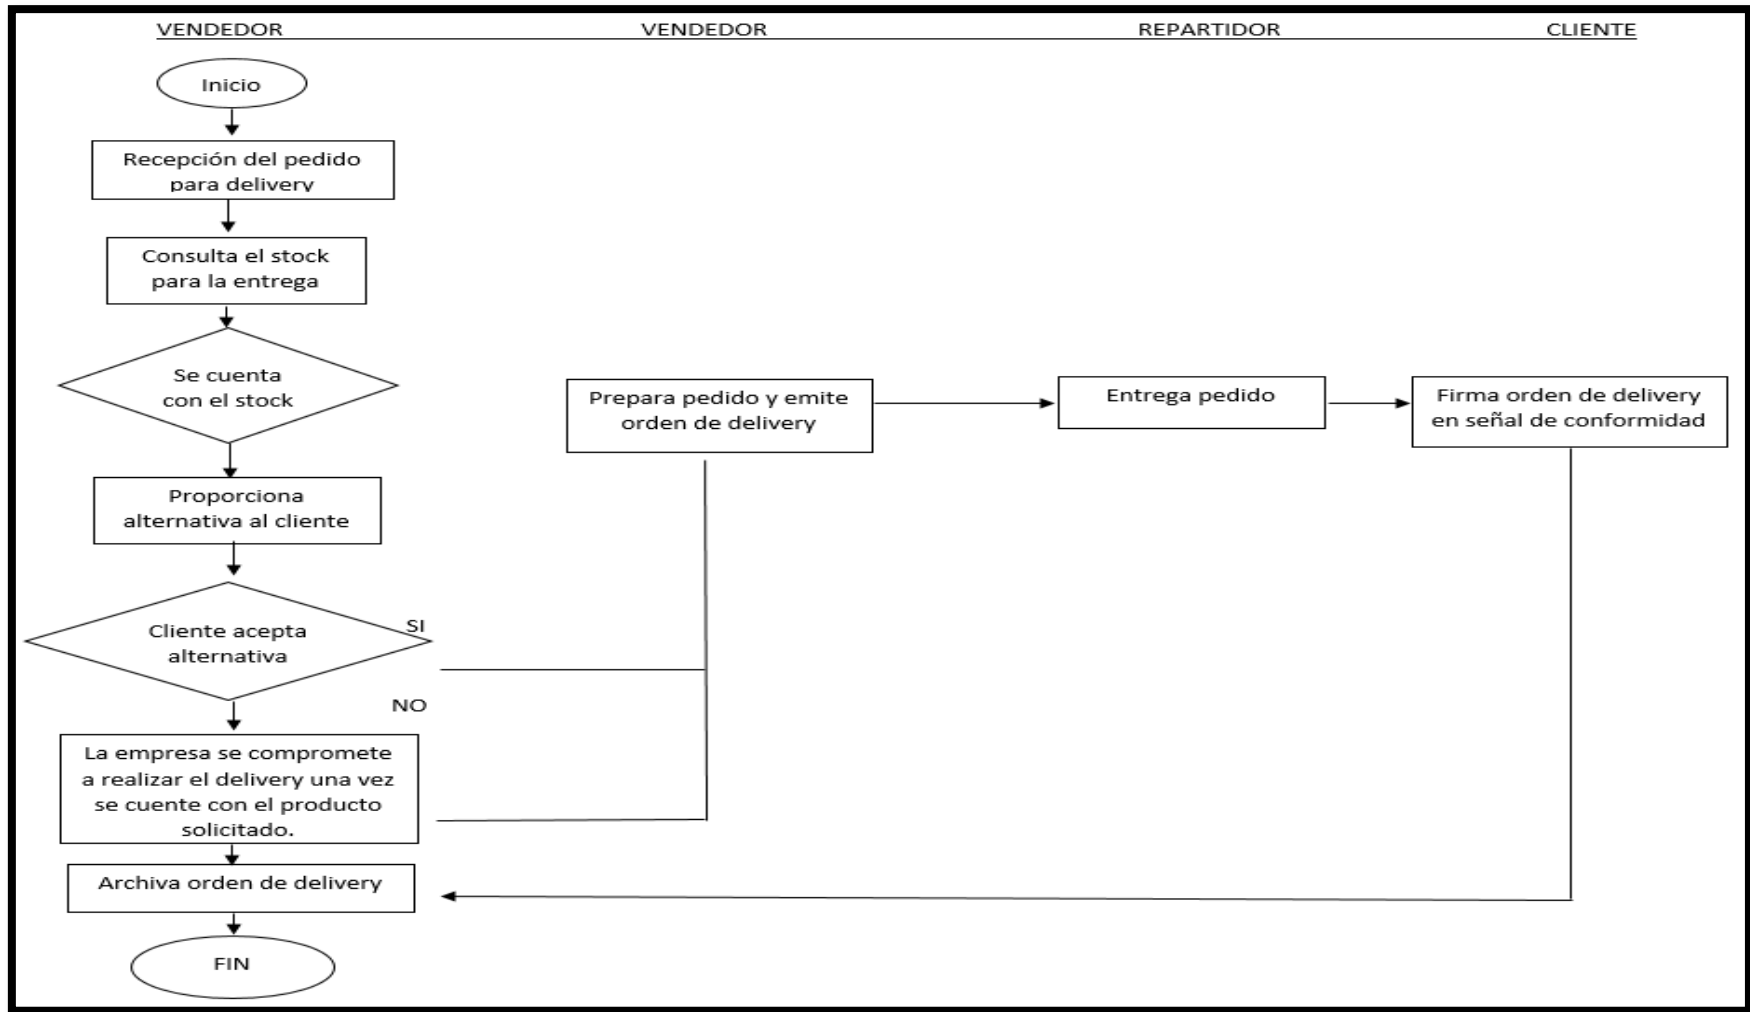 VENDEDOR VENDEDOR REPARTIDOR CLIENTE
Inicio
Recepción del pedido
para delivery
Consulta el stock
para la entrega
Se cuenta
con el stock
Prepara pedido y emite
orden de delivery
Entrega pedido
Firma orden de delivery
en señal de conformidad
Proporciona
alternativa al cliente
Cliente acepta
alternativa
SI
NO
La empresa se compromete
a realizar el delivery una vez
se cuente con el producto
solicitado.
Archiva orden de delivery
FIN